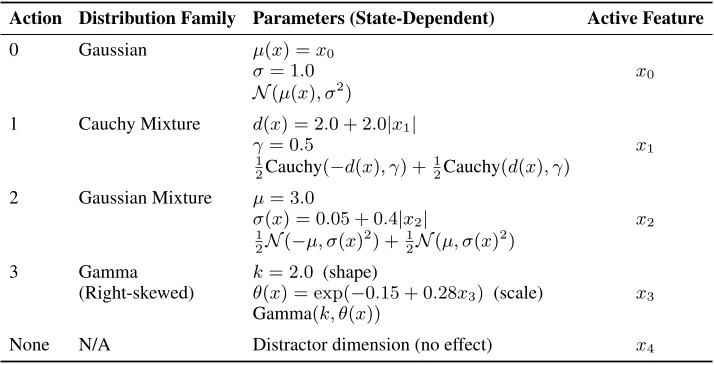 Action Distribution Family Parameters (State-Dependent) Active Feature
0 Gaussian μ(x) = x₀
σ = 1.0 x₀
𝒩(μ(x), σ²)
1 Cauchy Mixture d(x) = 2.0 + 2.0|x₁|
γ = 0.5 x₁
½Cauchy(−d(x), γ) + ½Cauchy(d(x), γ)
2 Gaussian Mixture μ = 3.0
σ(x) = 0.05 + 0.4|x₂| x₂
½𝒩(−μ, σ(x)²) + ½𝒩(μ, σ(x)²)
3 Gamma k = 2.0 (shape)
(Right-skewed) θ(x) = exp(−0.15 + 0.28x₃) (scale) x₃
Gamma(k, θ(x))
None N/A Distractor dimension (no effect) x₄